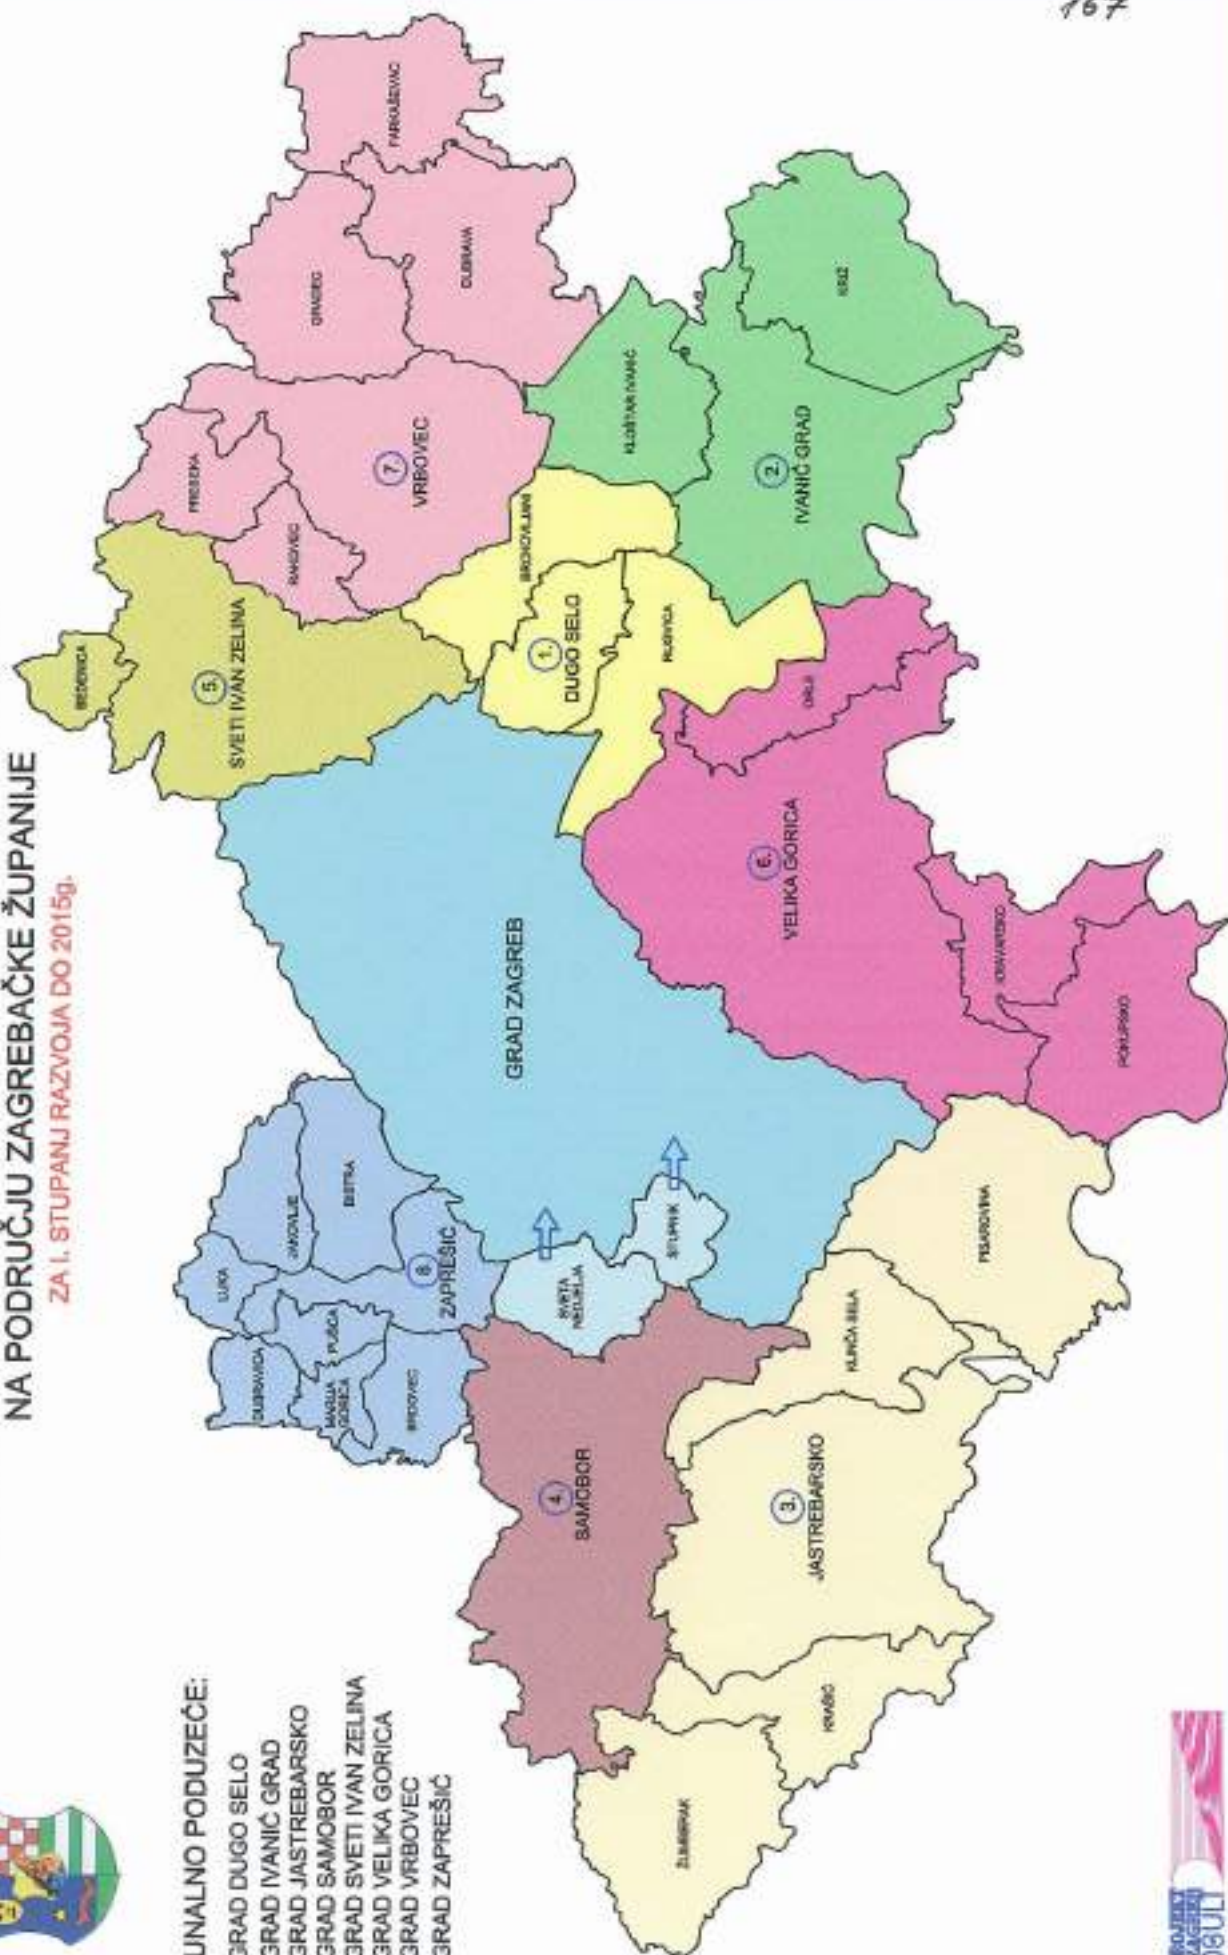 167
NA PODRUČJU ZAGREBAČKE ŽUPANIJE
ZA I. STUPANJ RAZVOJA DO 2015g.
UNALNO PODUZEĆE:
GRAD DUGO SELO
GRAD IVANIĆ GRAD
GRAD JASTREBARSKO
GRAD SAMOBOR
GRAD SVETI IVAN ZELINA
GRAD VELIKA GORICA
GRAD VRBOVEC
GRAD ZAPREŠIĆ
BEDENICA
5.
SVETI IVAN ZELINA
PRESEKA
RAKOVEC
GRADEC
FARKAŠEVAC
DUBRAVA
7.
VRBOVEC
BRCKOVLJANI
1.
DUGO SELO
RUGVICA
KLOŠTAR IVANIĆ
2.
IVANIĆ GRAD
KRIŽ
LUKA
JAKOVLJE
BISTRA
DUBRAVICA
PUŠĆA
MARIJA
GORICA
BRDOVEC
8.
ZAPREŠIĆ
GRAD ZAGREB
SVETA
NEDJELJA
STUPNIK
ORLE
6.
VELIKA GORICA
POKUPSKO
4.
SAMOBOR
3.
JASTREBARSKO
KLINČA SELA
PISAROVINA
ŽUMBERAK
KRAŠIĆ